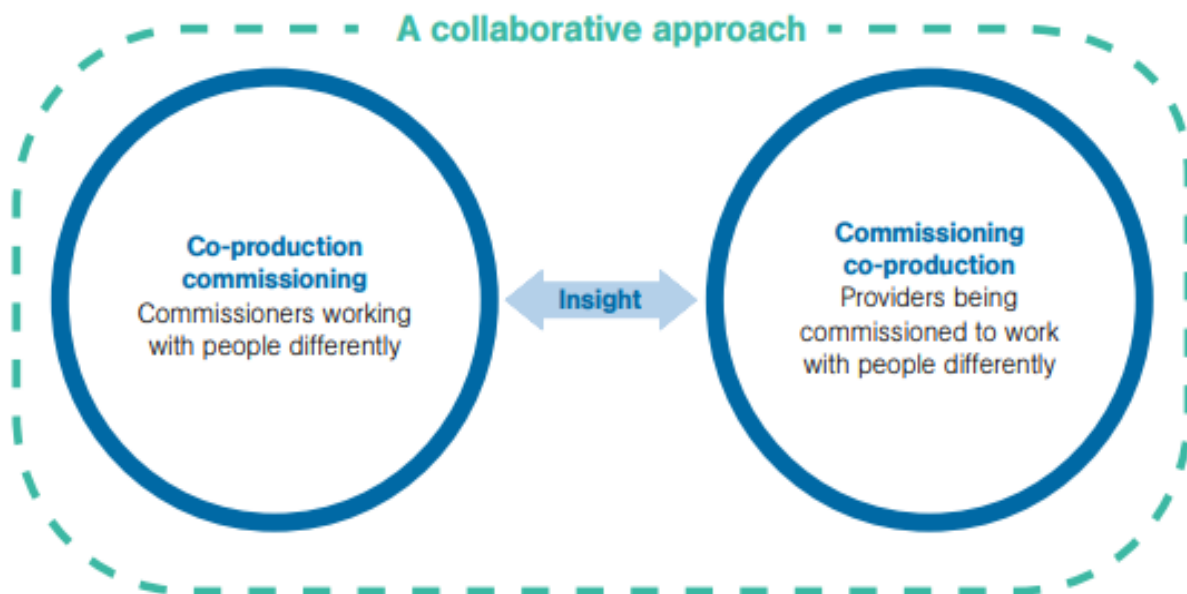 A collaborative approach
Co-production
commissioning
Commissioners working
with people differently
Insight
Commissioning
co-production
Providers being
commissioned to work
with people differently